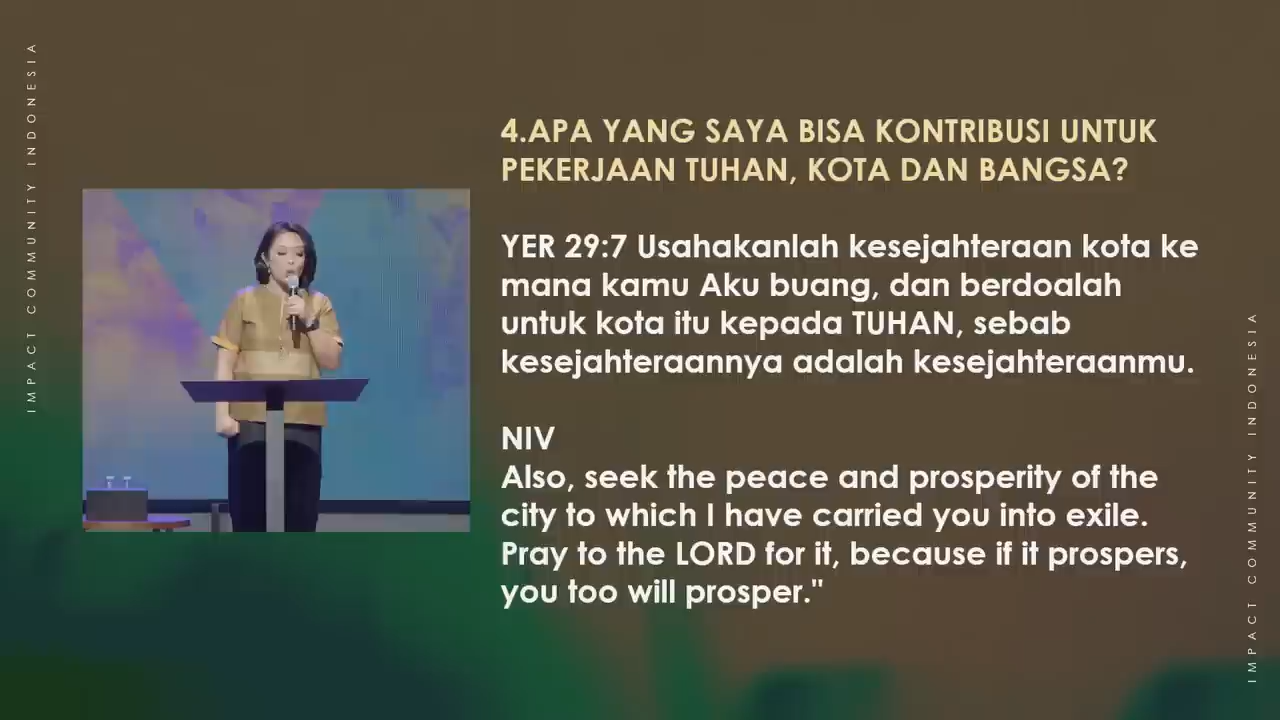 IMPACT COMMUNITY INDONESIA
4.APA YANG SAYA BISA KONTRIBUSI UNTUK
PEKERJAAN TUHAN, KOTA DAN BANGSA?
YER 29:7 Usahakanlah kesejahteraan kota ke
mana kamu Aku buang, dan berdoalah
untuk kota itu kepada TUHAN, sebab
kesejahteraannya adalah kesejahteraanmu.
NIV
Also, seek the peace and prosperity of the
city to which I have carried you into exile.
Pray to the LORD for it, because if it prospers,
you too will prosper."
IMPACT COMMUNITY INDONESIA